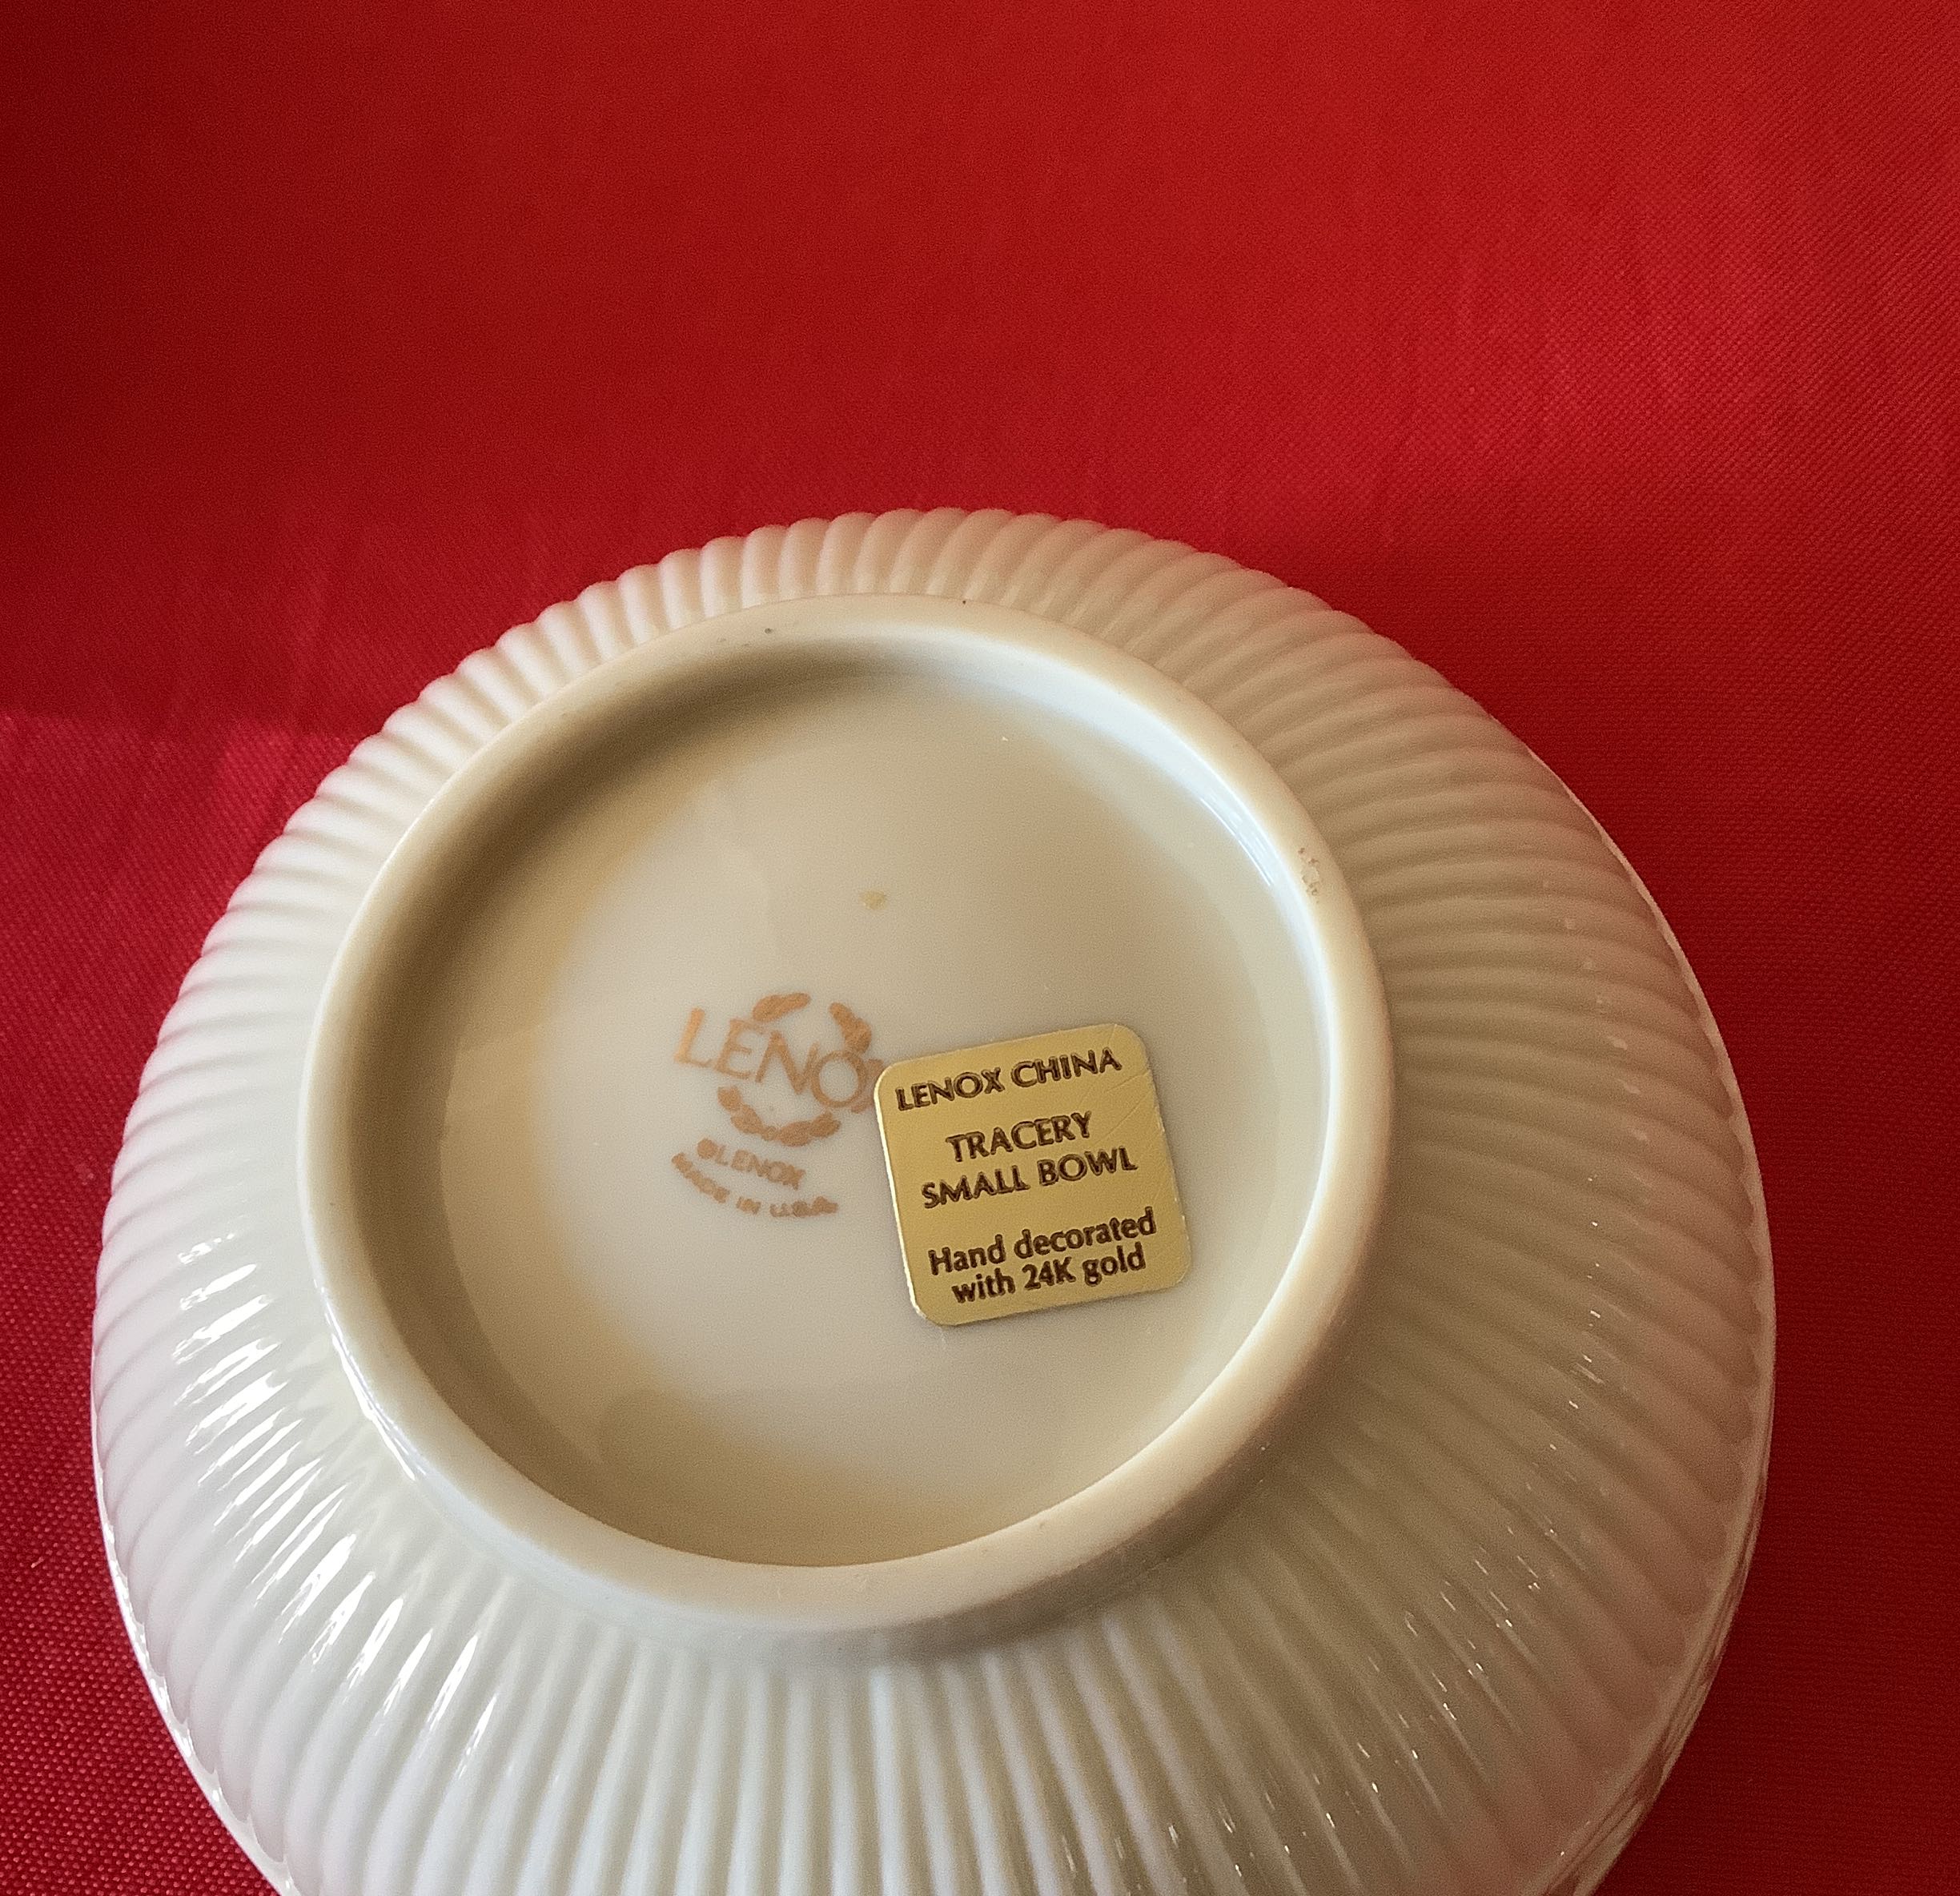 LENOX
©LENOX
MADE IN U.S.A.
LENOX CHINA
TRACERY
SMALL BOWL
Hand decorated
with 24K gold